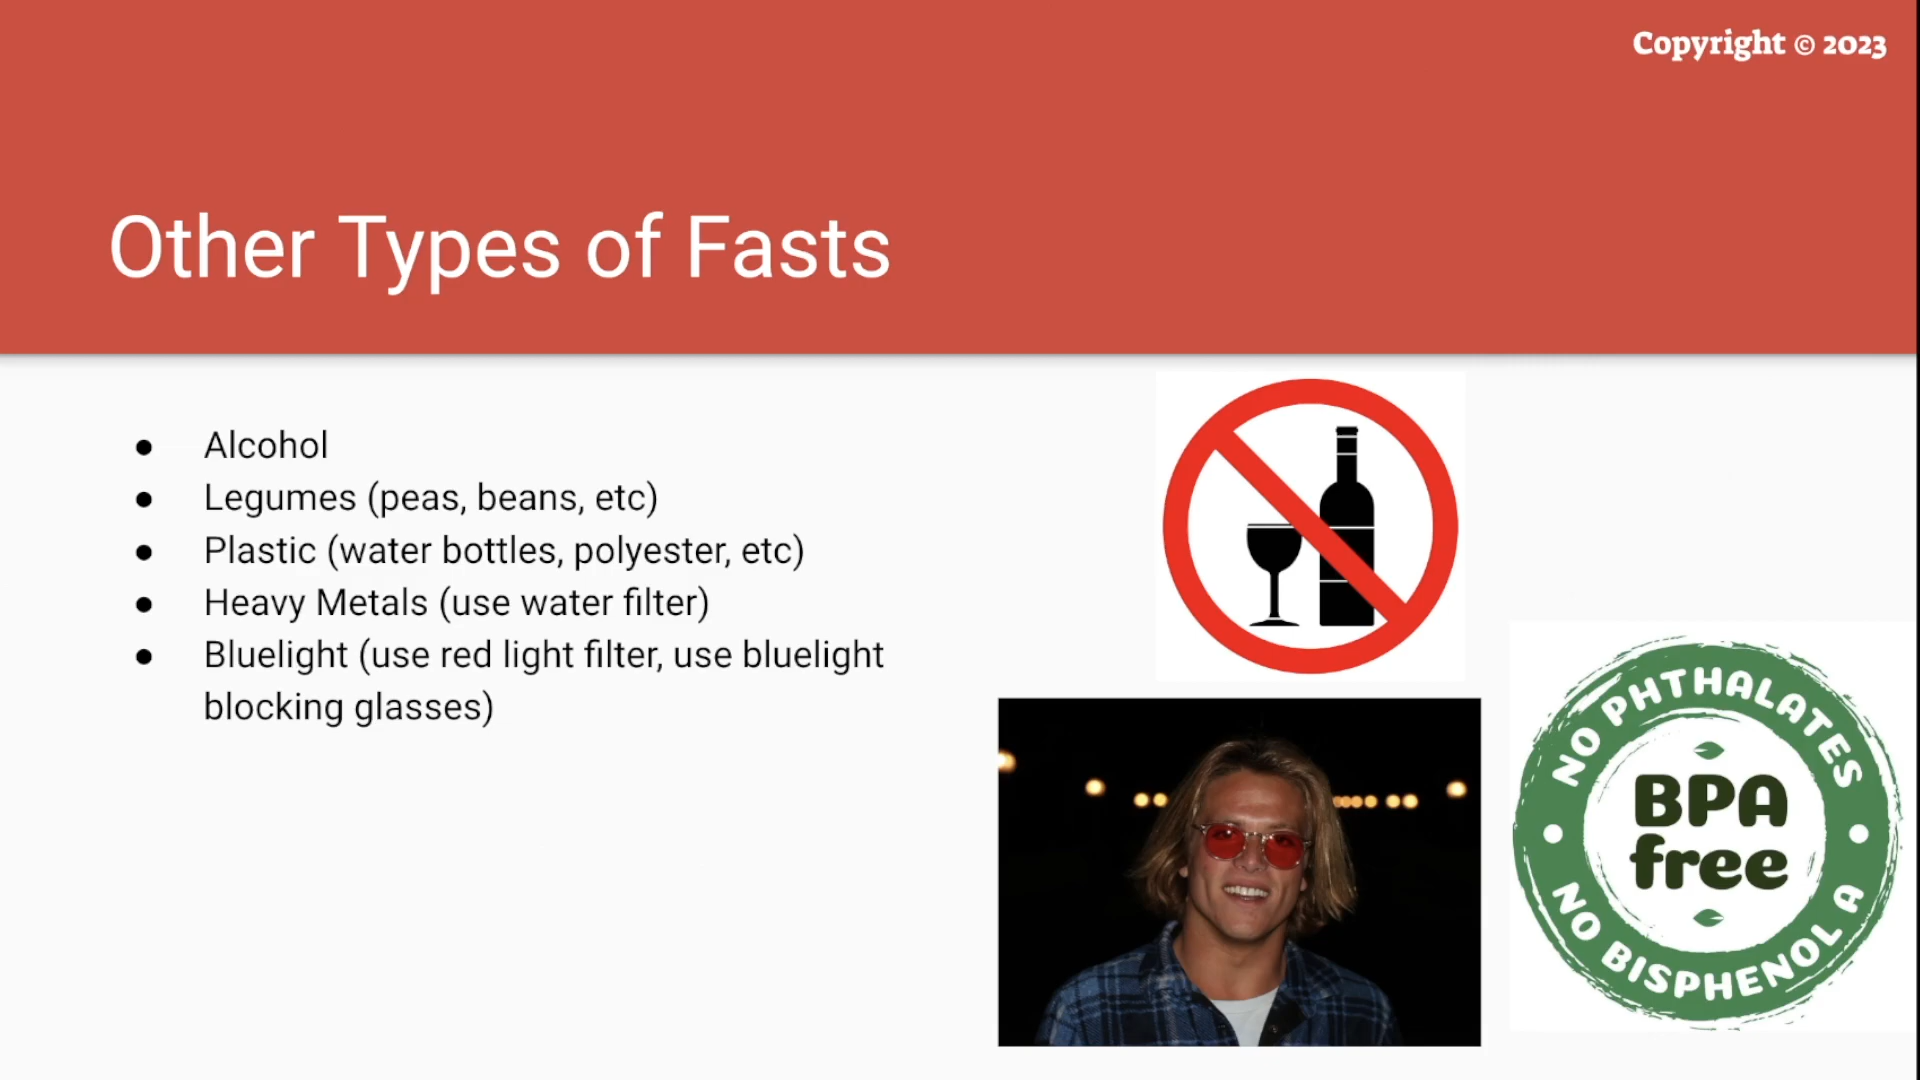 Copyright © 2023
Other Types of Fasts
● Alcohol
● Legumes (peas, beans, etc)
● Plastic (water bottles, polyester, etc)
● Heavy Metals (use water filter)
● Bluelight (use red light filter, use bluelight
blocking glasses)
NO PHTHALATES
BPA
free
NO BISPHENOL A